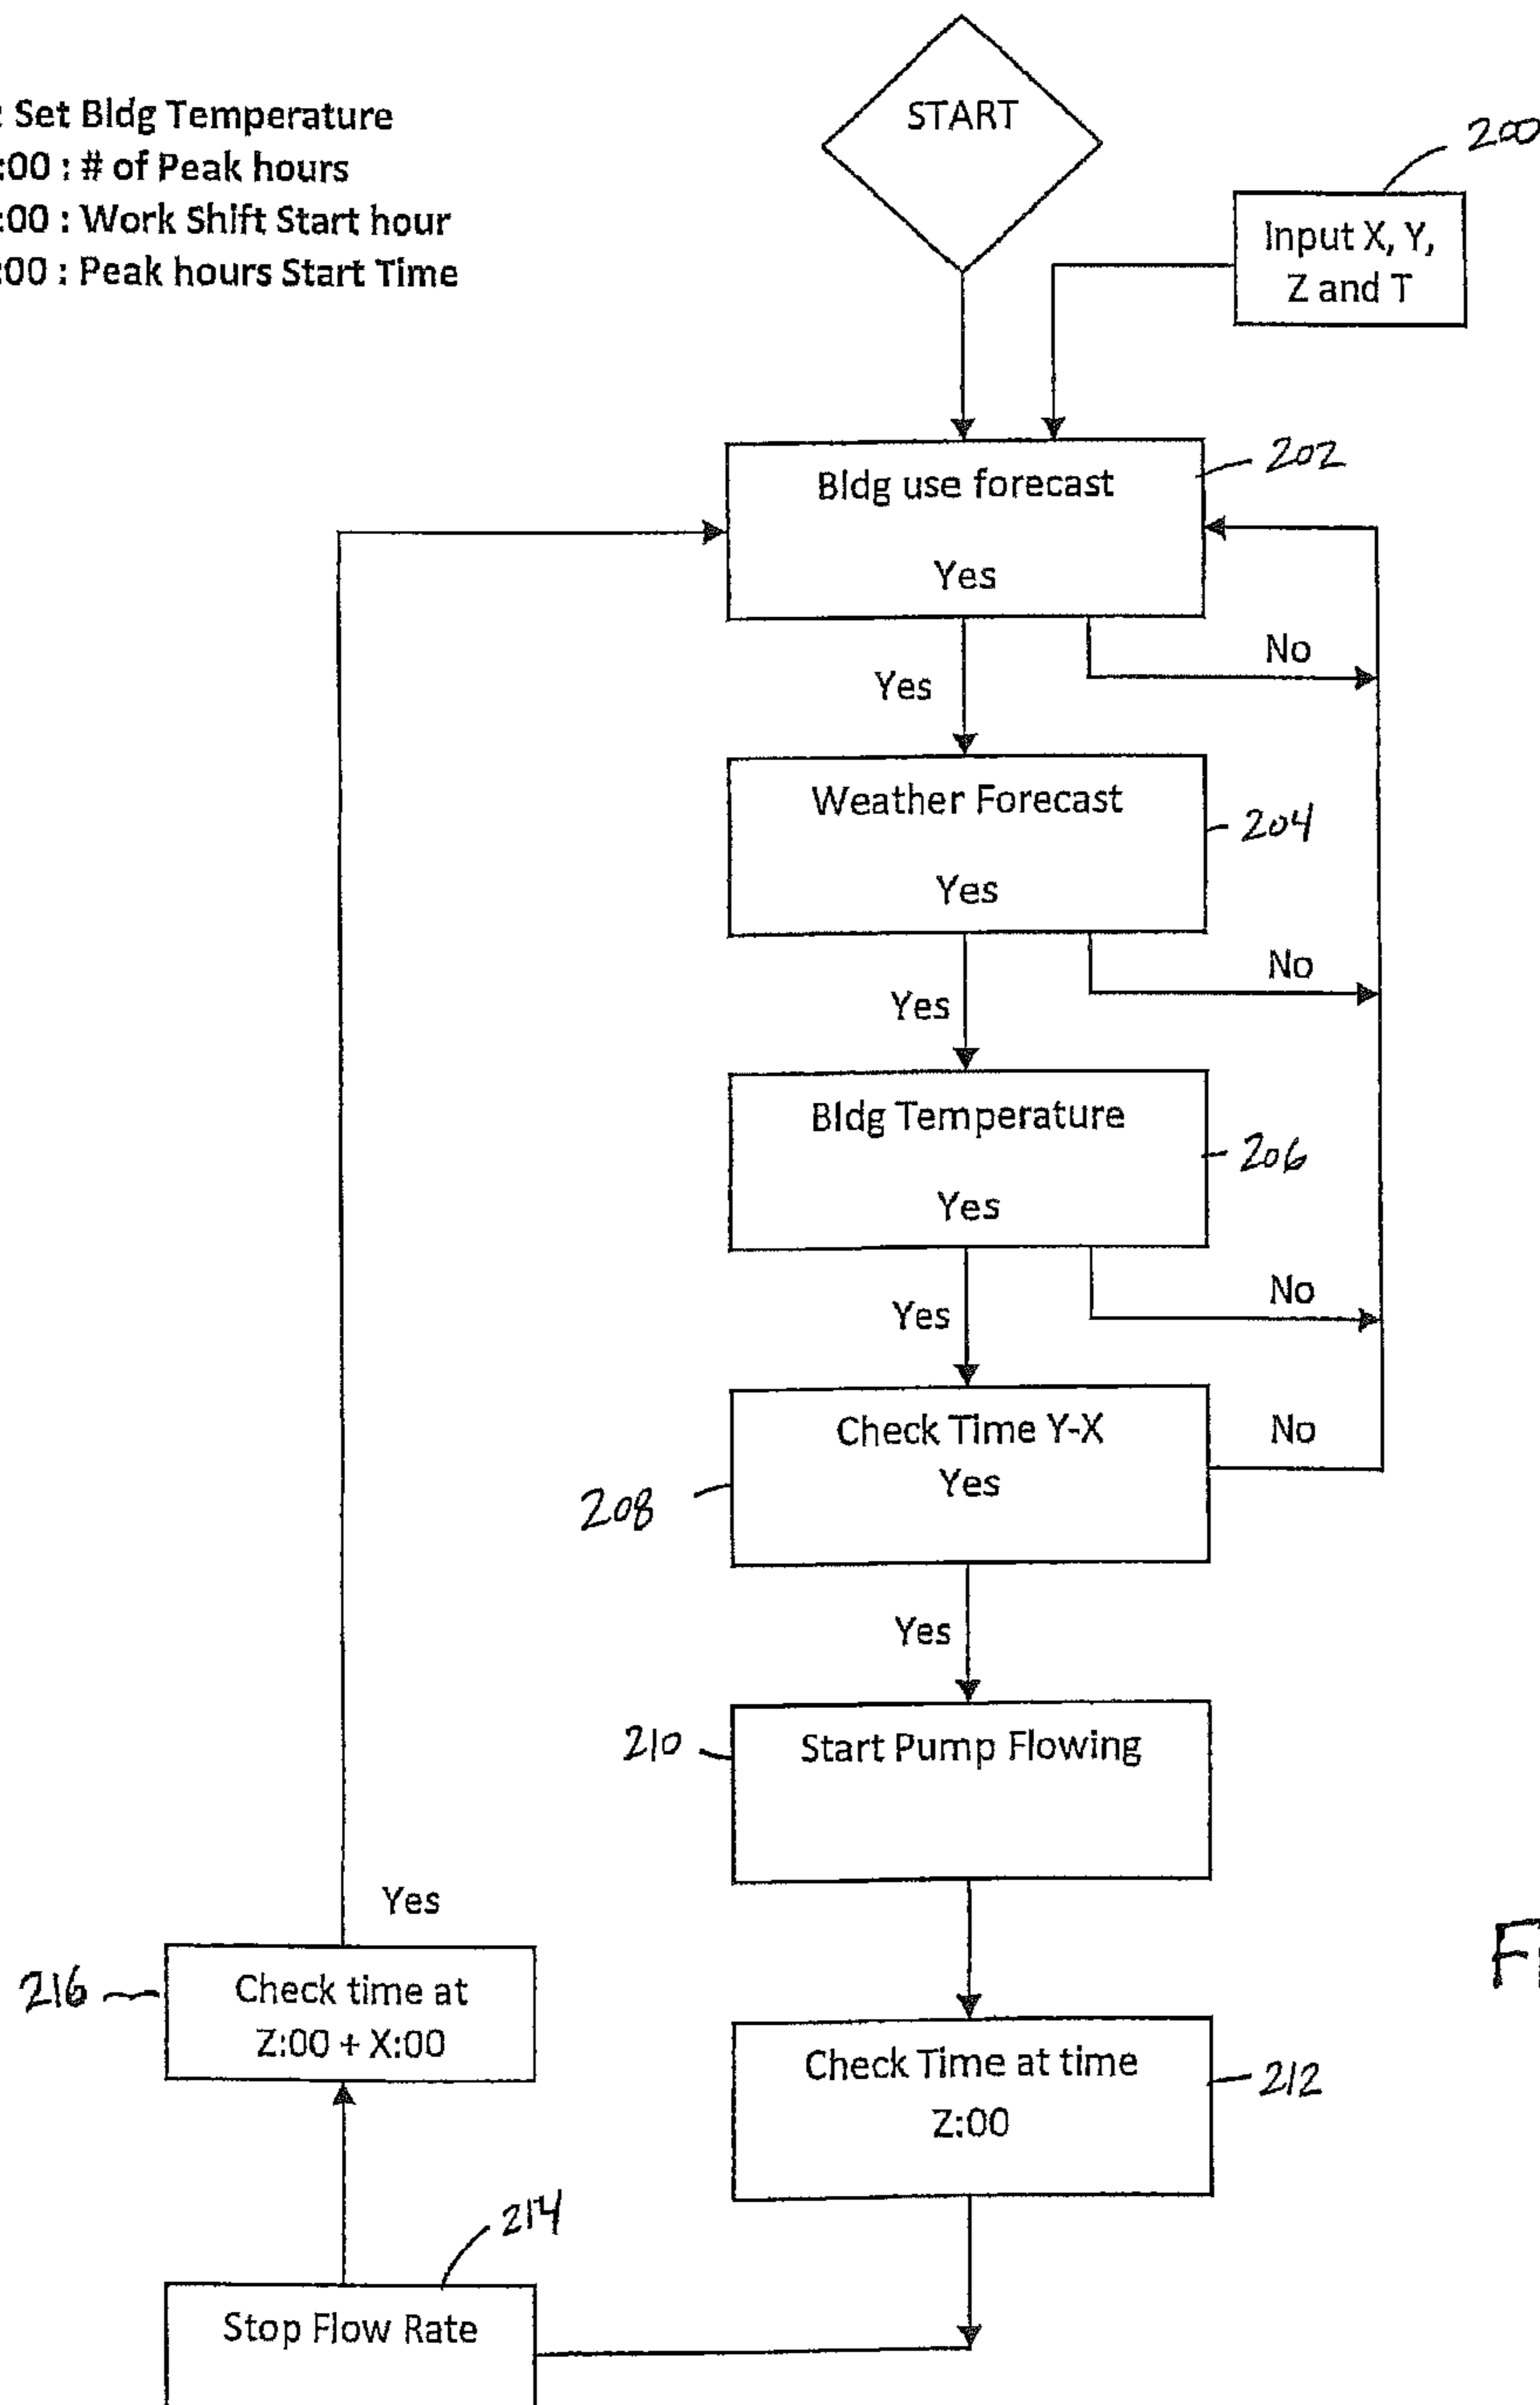 : Set Bldg Temperature
:00 : # of Peak hours
:00 : Work Shift Start hour
:00 : Peak hours Start Time
START
200
Input X, Y,
Z and T
Bldg use forecast
202
Yes
No
Yes
Weather Forecast
204
Yes
No
Yes
Bldg Temperature
206
Yes
No
Yes
Check Time Y-X
No
Yes
208
Yes
210
Start Pump Flowing
Yes
216
Check time at
Z:00 + X:00
Check Time at time
212
Z:00
214
Stop Flow Rate